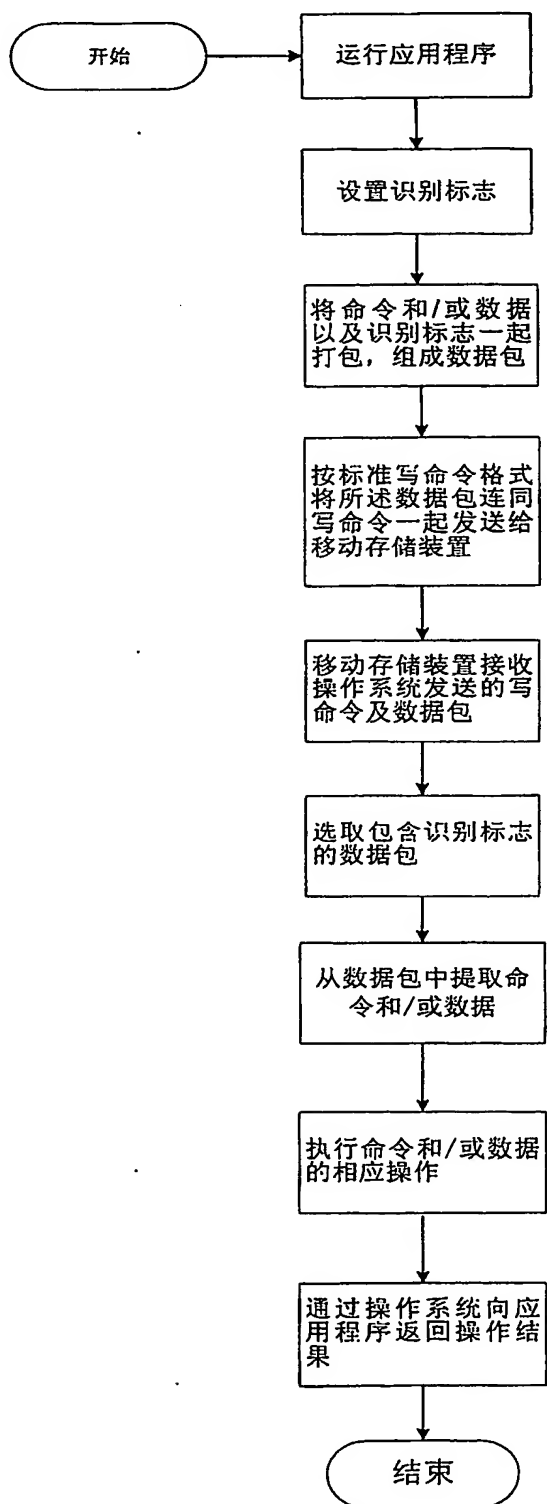 开始
运行应用程序
设置识别标志
将命令和/或数据
以及识别标志一起
打包，组成数据包
按标准写命令格式
将所述数据包连同
写命令一起发送给
移动存储装置
移动存储装置接收
操作系统发送的写
命令及数据包
选取包含识别标志
的数据包
从数据包中提取命
令和/或数据
执行命令和/或数据
的相应操作
通过操作系统向应
用程序返回操作结
果
结束